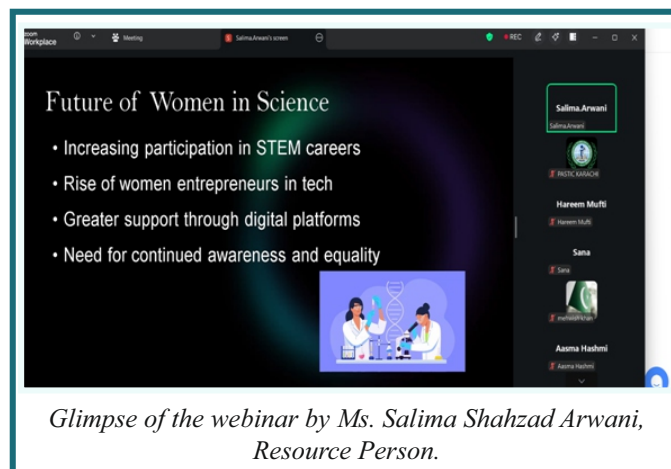 zoom
Workplace
Meeting
Salima.Arwani's screen
REC
Future of Women in Science
• Increasing participation in STEM careers
• Rise of women entrepreneurs in tech
• Greater support through digital platforms
• Need for continued awareness and equality
Salima.Arwani
Salima.Arwani
PASTIC KARACHI
Hareem Mufti
Hareem Mufti
Sana
Sana
Aasma Hashmi
Aasma Hashmi
Glimpse of the webinar by Ms. Salima Shahzad Arwani,
Resource Person.